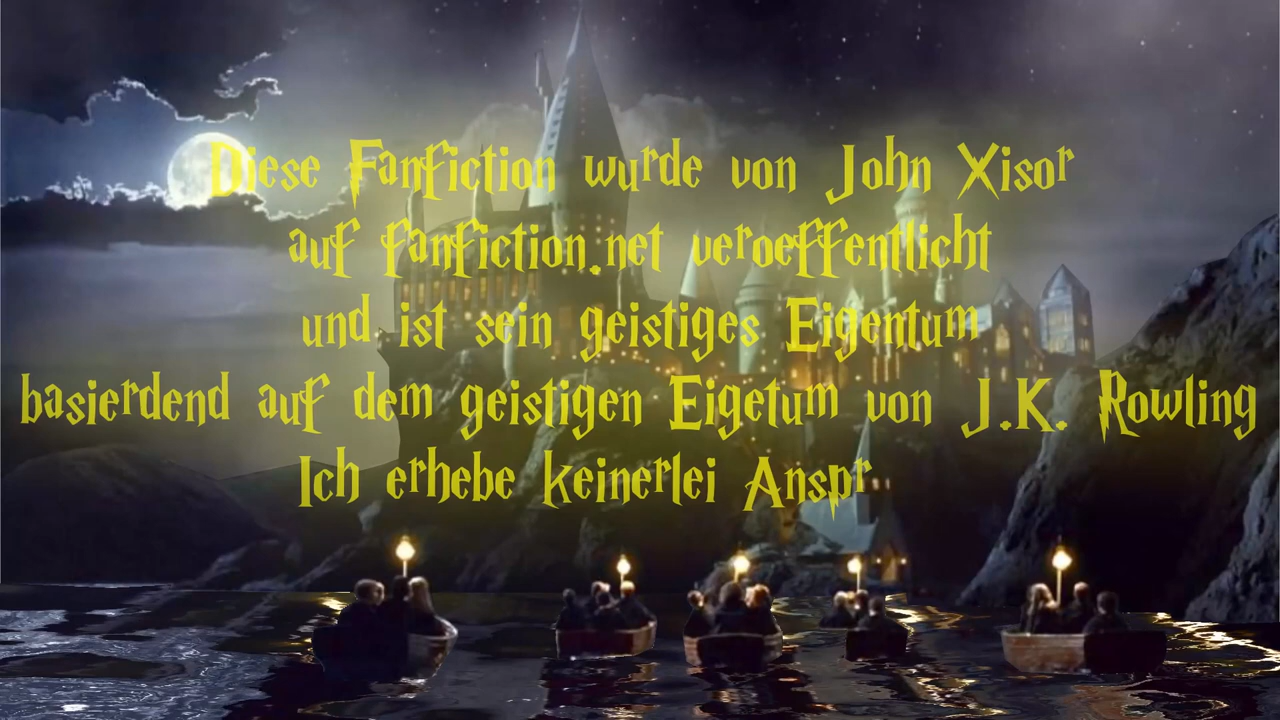 Diese Fanfiction wurde von John Xisor
auf fanfiction.net veroeffentlicht
und ist sein geistiges Eigentum
basierdend auf dem geistigen Eigetum von J.K. Rowling
Ich erhebe keinerlei Anspr